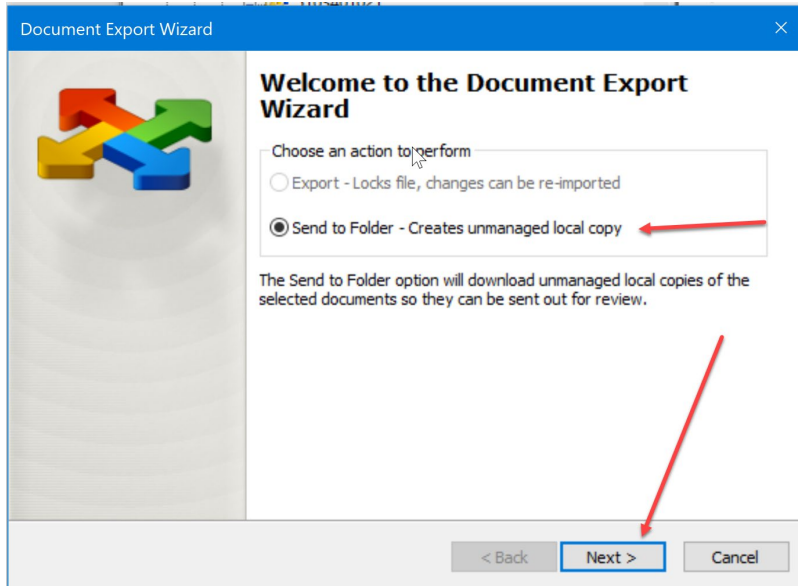 Document Export Wizard
Welcome to the Document Export
Wizard
Choose an action to perform
Export - Locks file, changes can be re-imported
Send to Folder - Creates unmanaged local copy
The Send to Folder option will download unmanaged local copies of the
selected documents so they can be sent out for review.
< Back Next > Cancel